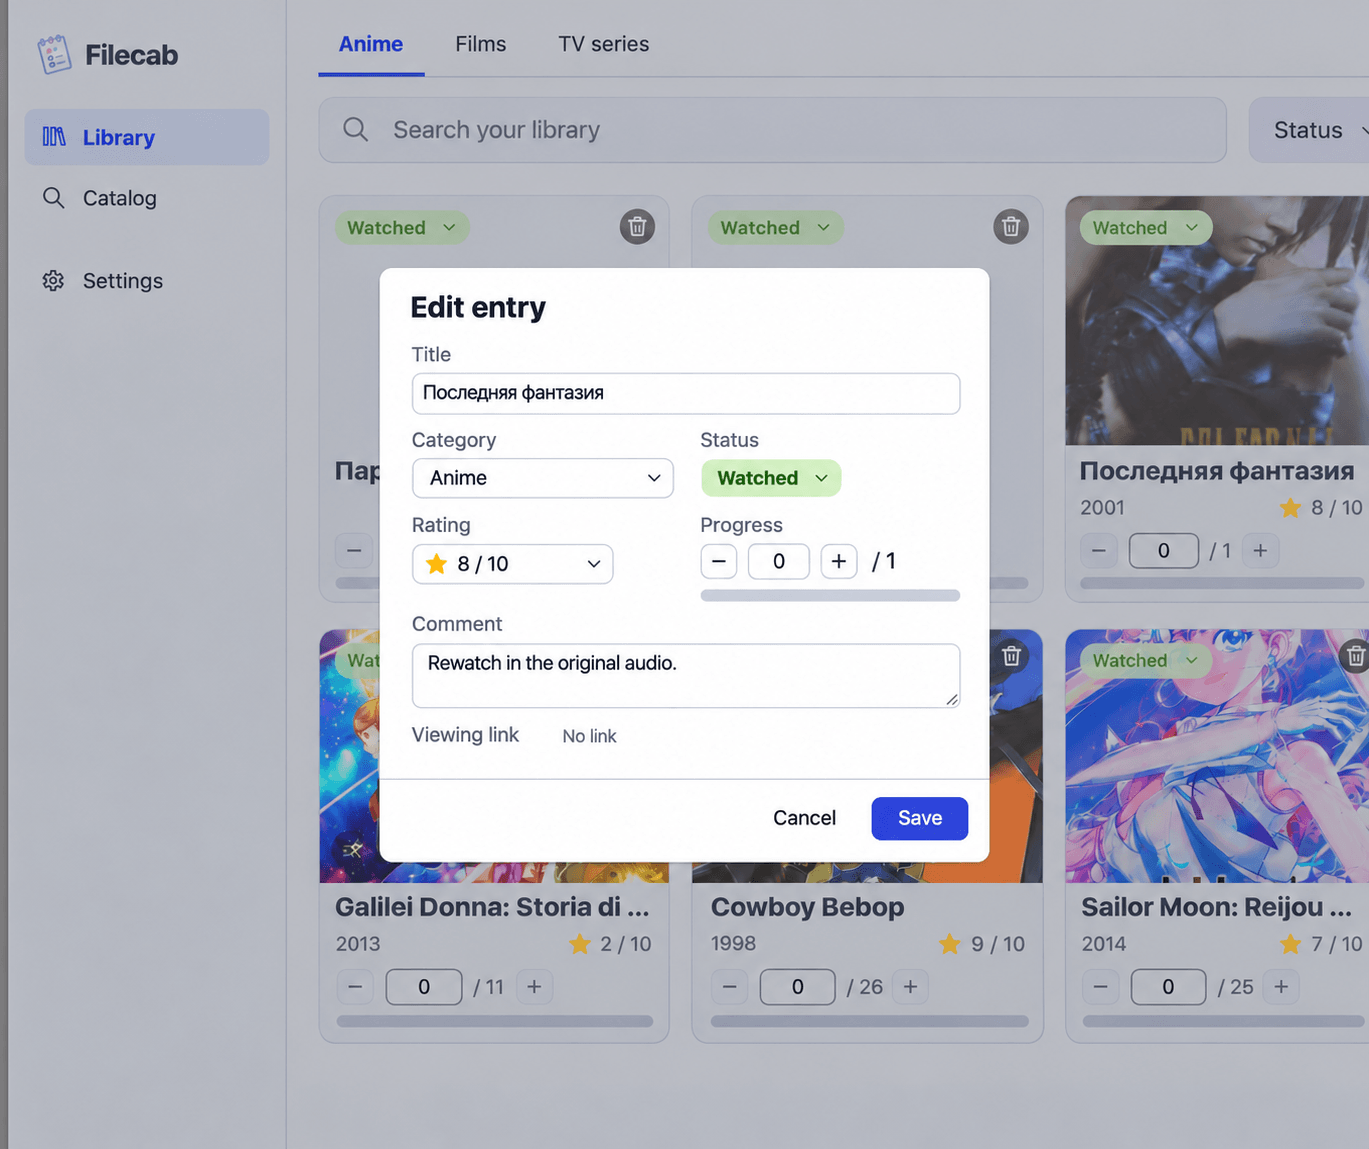 Filecab
Anime
Films
TV series
Library
Search your library
Status
Catalog
Watched
Watched
Watched
Settings
Edit entry
Title
Последняя фантазия
Category
Status
Anime
Watched
Последняя фантазия
2001
8 / 10
Rating
Progress
8 / 10
0
/ 1
0
/ 1
Comment
Rewatch in the original audio.
Watched
Viewing link
No link
Cancel
Save
Galilei Donna: Storia di ...
2013
2 / 10
0
/ 11
Cowboy Bebop
1998
9 / 10
0
/ 26
Sailor Moon: Reijou ...
2014
7 / 10
0
/ 25